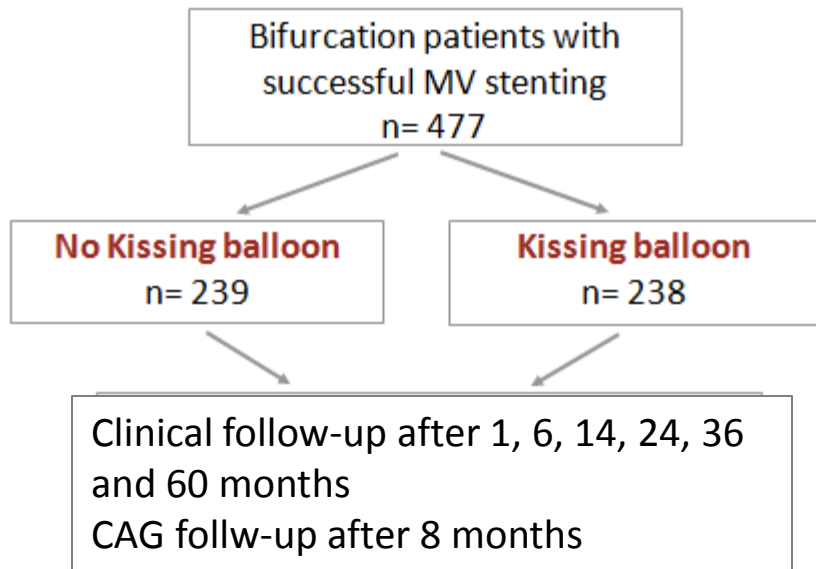 Bifurcation patients with
successful MV stenting
n= 477
No Kissing balloon
n= 239
Kissing balloon
n= 238
Clinical follow-up after 1, 6, 14, 24, 36
and 60 months
CAG follw-up after 8 months